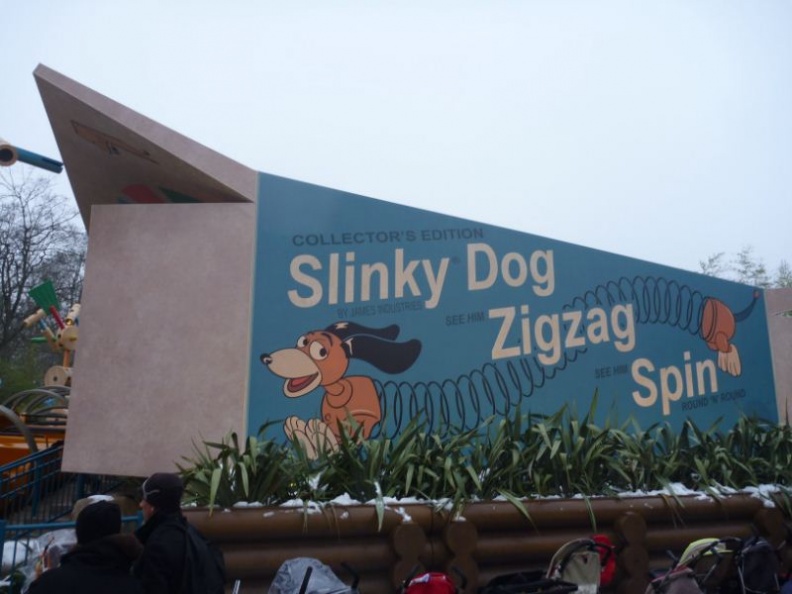 COLLECTOR'S EDITION
Slinky® Dog
BY JAMES INDUSTRIES
SEE HIM Zigzag
SEE HIM Spin
ROUND 'N' ROUND